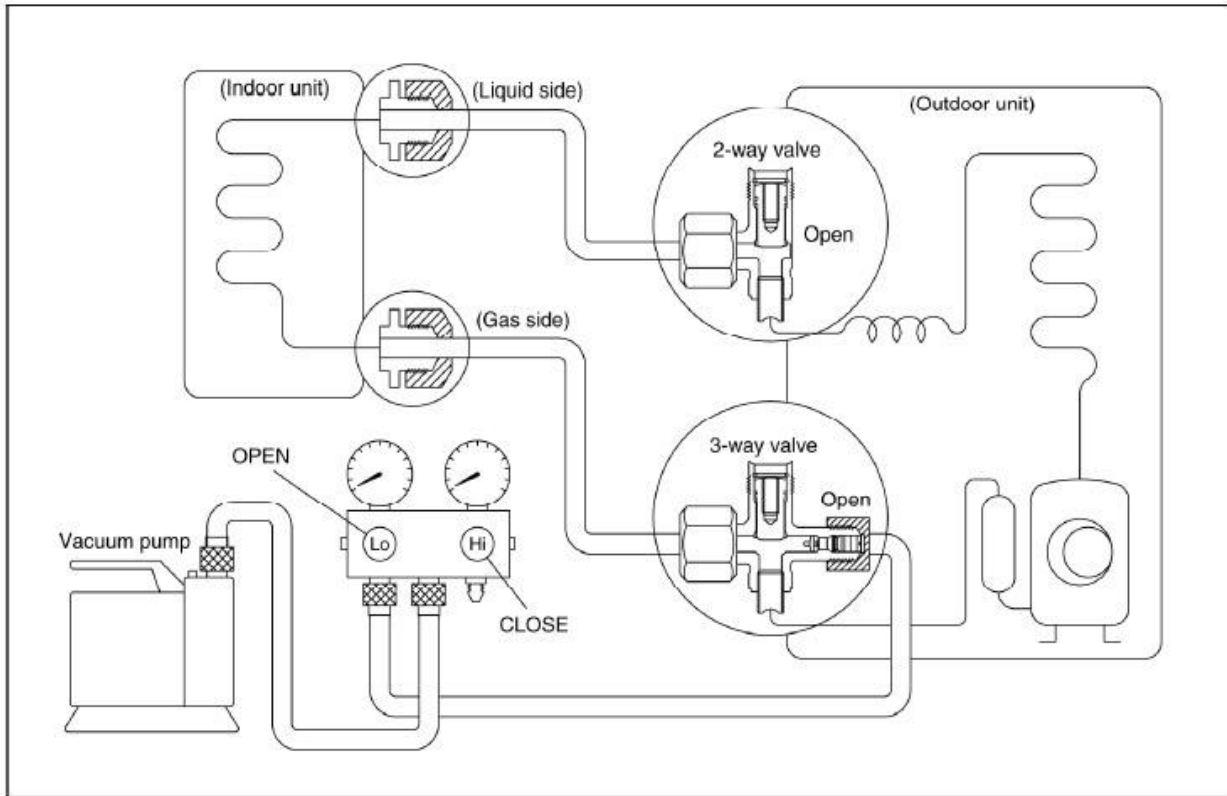 (Indoor unit)
(Liquid side)
(Outdoor unit)
2-way valve
Open
(Gas side)
3-way valve
Open
OPEN
Lo
Hi
Vacuum pump
CLOSE